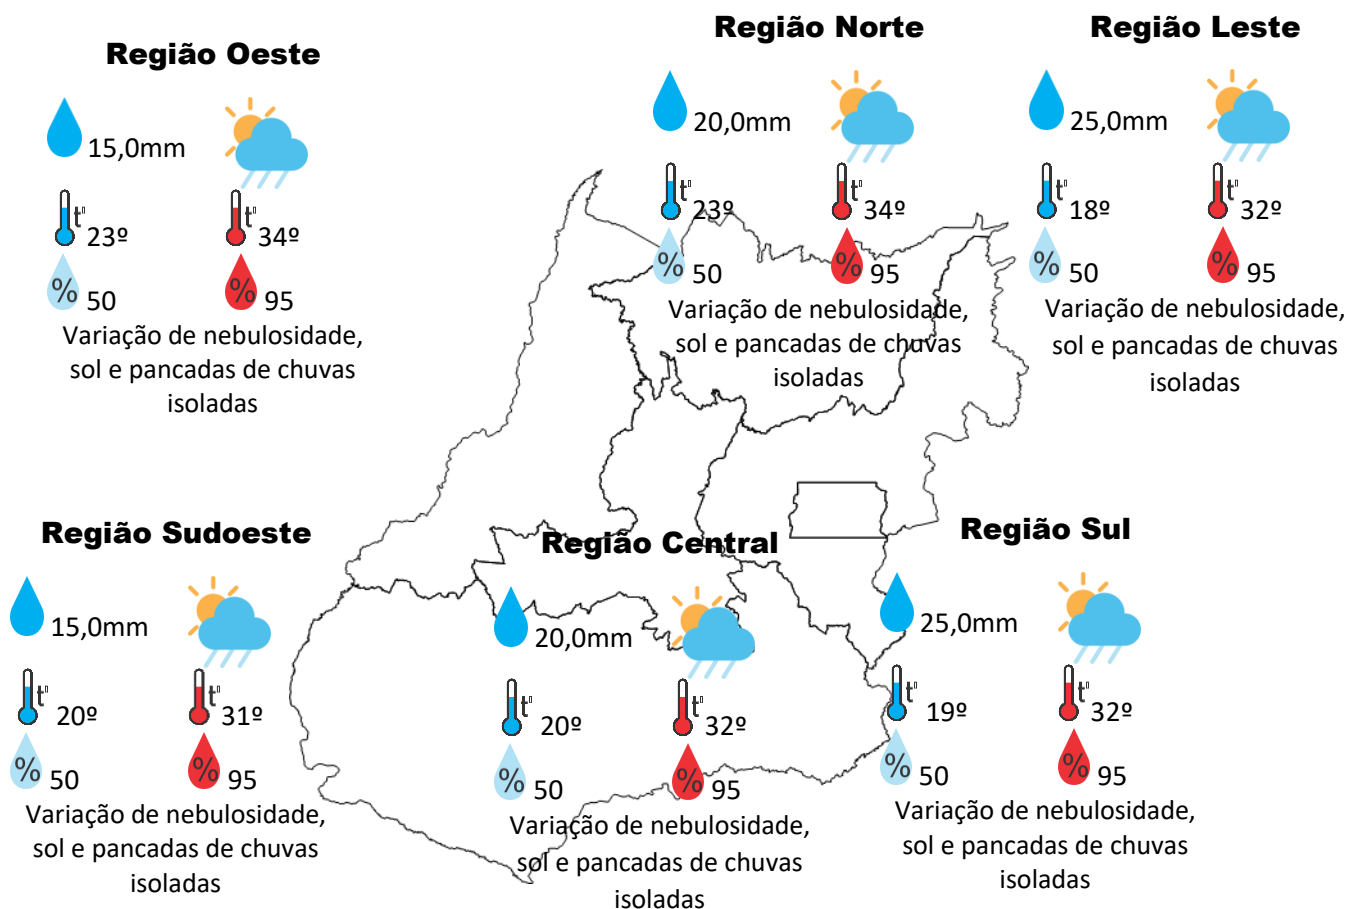 Região Oeste
15,0mm
t°
23º
34º
%
50
%
95
Variação de nebulosidade,
sol e pancadas de chuvas
isoladas
Região Norte
20,0mm
t°
23º
t°
34º
%
50
%
95
Variação de nebulosidade,
sol e pancadas de chuvas
isoladas
Região Leste
25,0mm
t°
18º
t°
32º
%
50
%
95
Variação de nebulosidade,
sol e pancadas de chuvas
isoladas
Região Sudoeste
15,0mm
t°
20º
t°
31º
%
50
%
95
Variação de nebulosidade,
sol e pancadas de chuvas
isoladas
Região Central
20,0mm
t°
20º
t°
32º
%
50
%
95
Variação de nebulosidade,
sol e pancadas de chuvas
isoladas
Região Sul
25,0mm
t°
19º
t°
32º
%
50
%
95
Variação de nebulosidade,
sol e pancadas de chuvas
isoladas